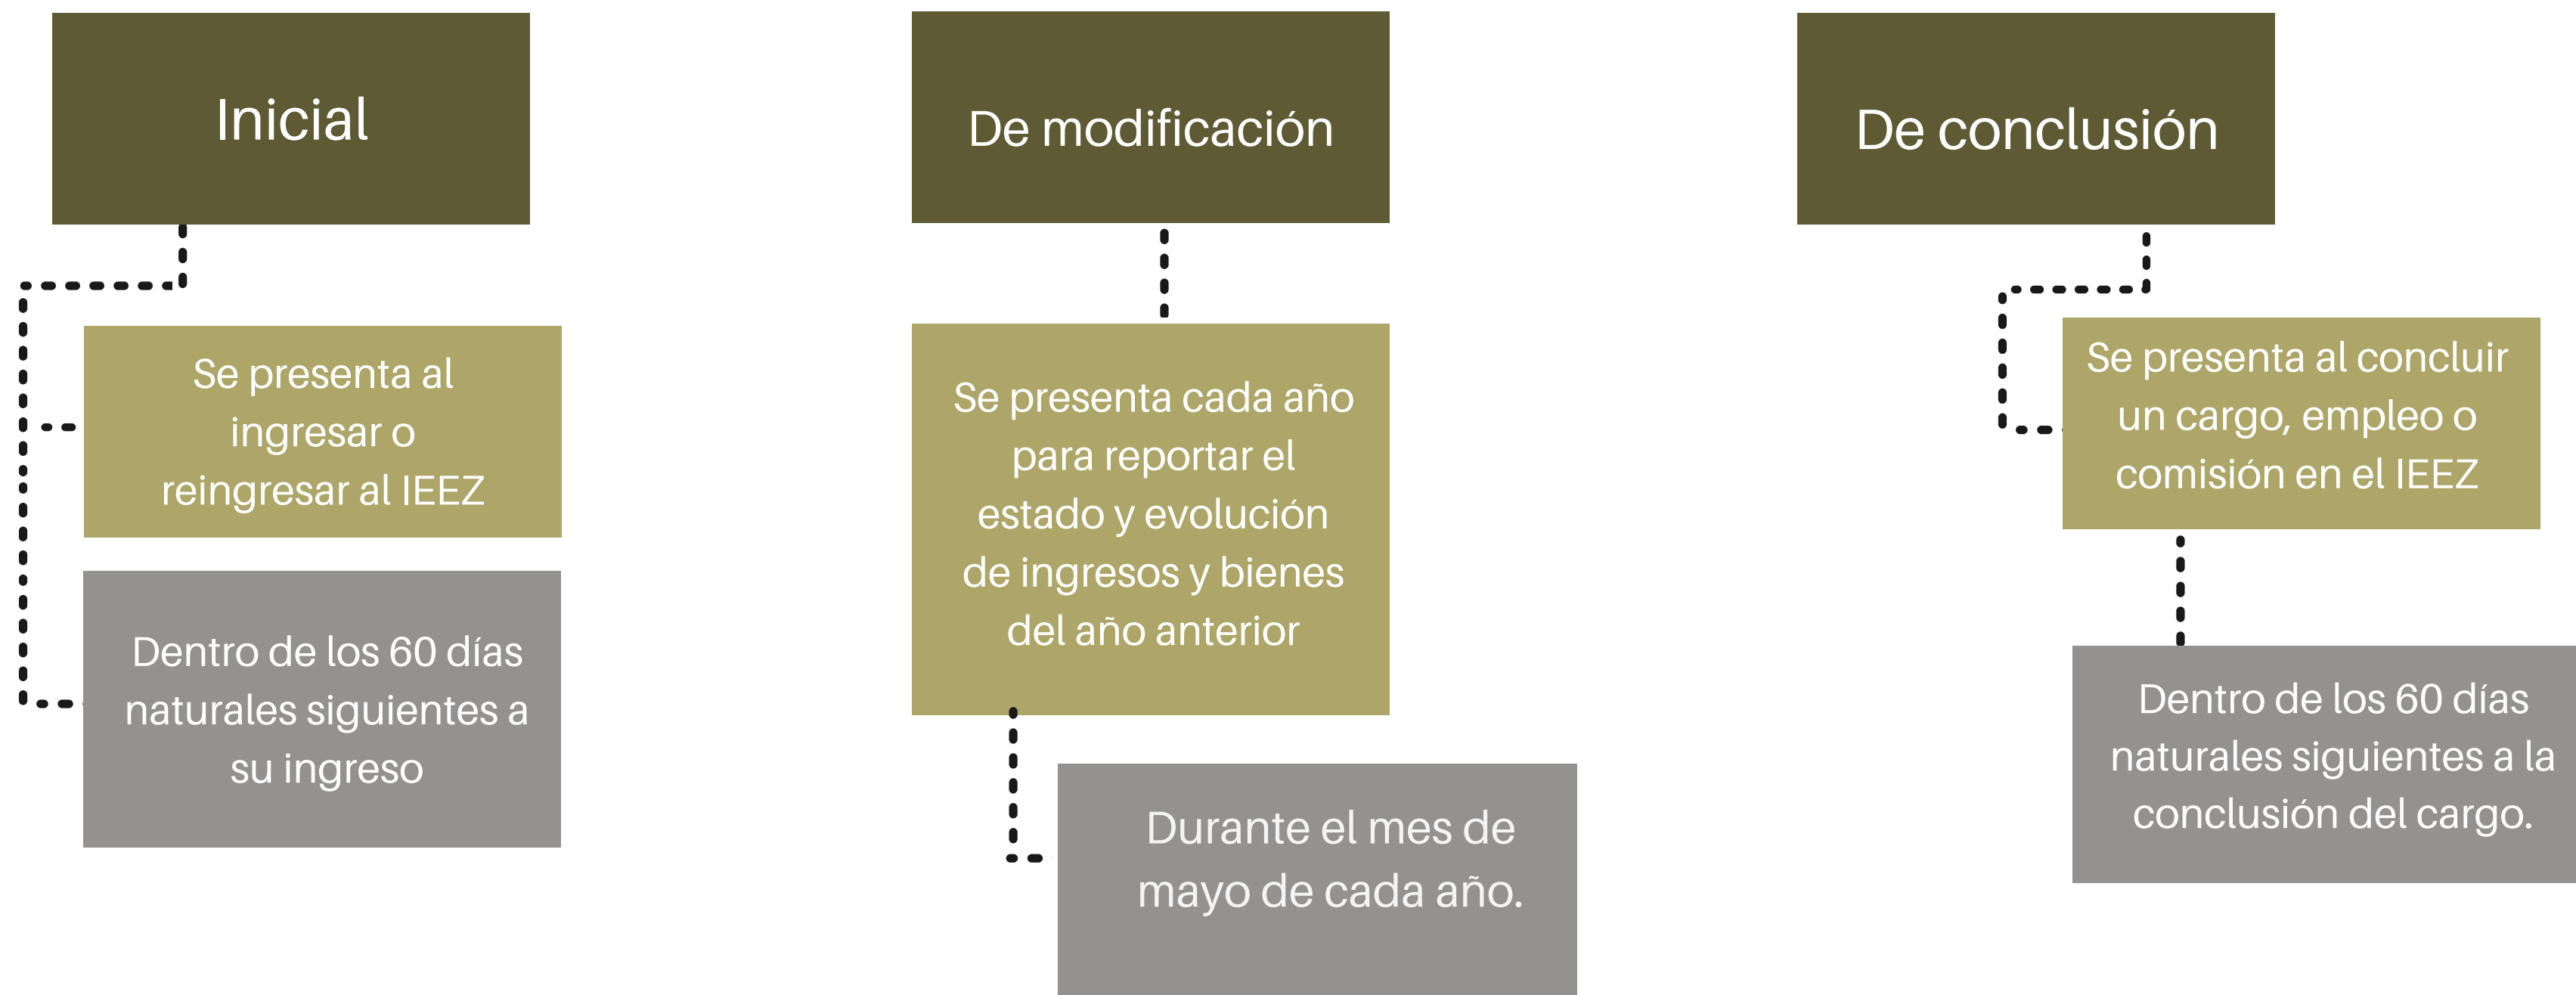 Inicial
Se presenta al
ingresar o
reingresar al IEEZ
Dentro de los 60 días
naturales siguientes a
su ingreso
De modificación
Se presenta cada año
para reportar el
estado y evolución
de ingresos y bienes
del año anterior
Durante el mes de
mayo de cada año.
De conclusión
Se presenta al concluir
un cargo, empleo o
comisión en el IEEZ
Dentro de los 60 días
naturales siguientes a la
conclusión del cargo.